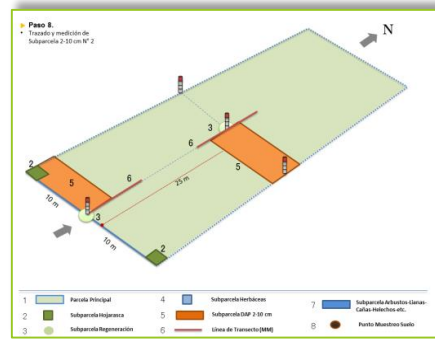 Paso 8.
• Trazado y medición de
Subparcela 2-10 cm N° 2
N
3
6
2
5
6
5
25 m
10 m
3
10 m
2
1 Parcela Principal
2 Subparcela Hojarasca
3 Subparcela Regeneración
4 Subparcela Herbáceas
5 Subparcela DAP 2-10 cm
6 Línea de Transecto (MM)
7 Subparcela Arbustos-Lianas-
Cañas-Helechos-etc.
8 Punto Muestreo Suelo